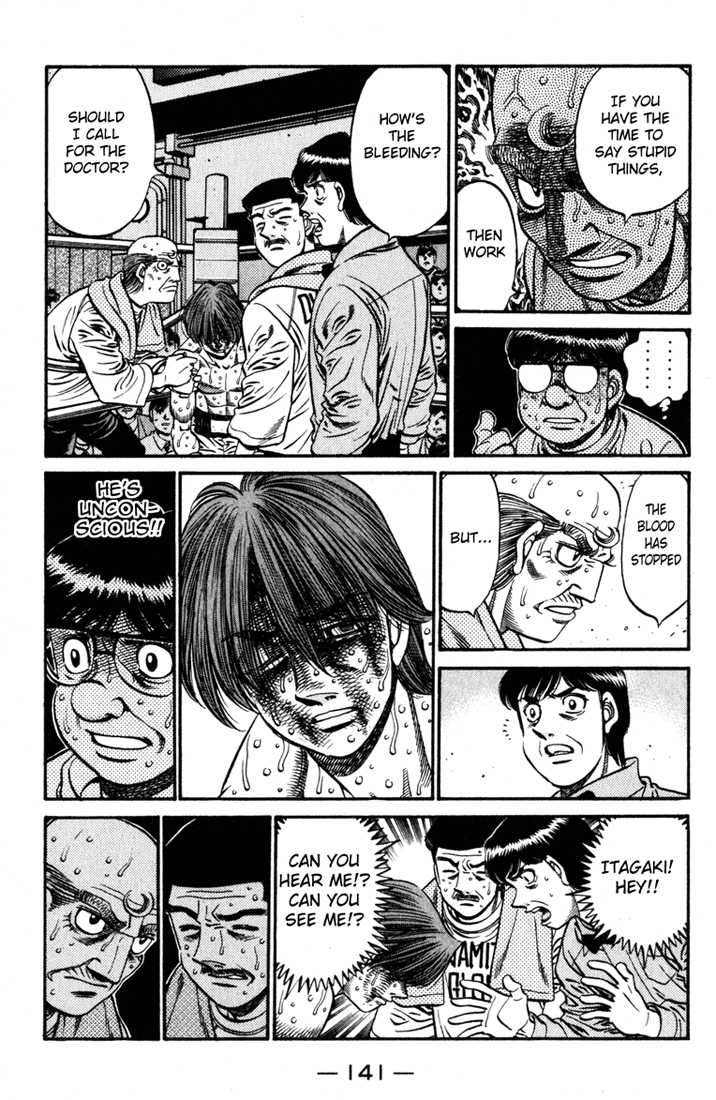 IF YOU
HAVE THE
TIME TO
SAY STUPID
THINGS,
THEN
WORK
HOW'S
THE
BLEEDING?
SHOULD
I CALL
FOR THE
DOCTOR?
THE
BLOOD
HAS
STOPPED
BUT...
HE'S
UNCON-
SCIOUS!!
ITAGAKI!
HEY!!
CAN YOU
HEAR ME!?
CAN YOU
SEE ME!?
NAMIT
GLO
— 141 —